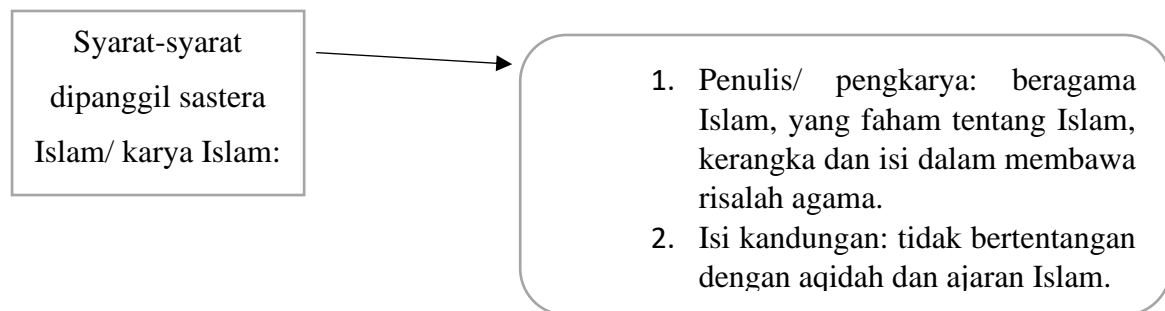 Syarat-syarat
dipanggil sastera
Islam/ karya Islam:
1. Penulis/ pengkarya: beragama
Islam, yang faham tentang Islam,
kerangka dan isi dalam membawa
risalah agama.
2. Isi kandungan: tidak bertentangan
dengan aqidah dan ajaran Islam.